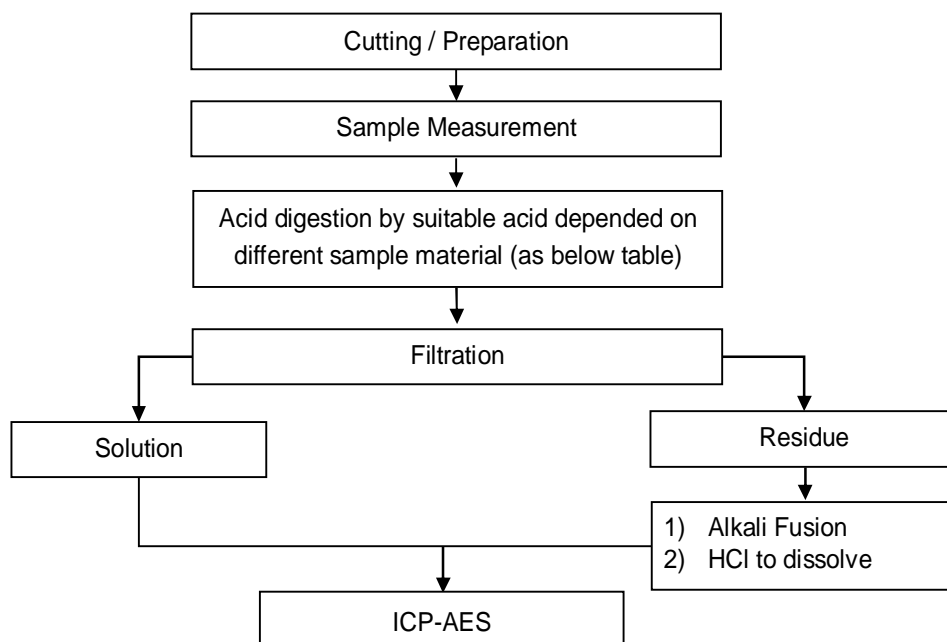 Cutting / Preparation
Sample Measurement
Acid digestion by suitable acid depended on
different sample material (as below table)
Filtration
Solution
Residue
1) Alkali Fusion
2) HCl to dissolve
ICP-AES